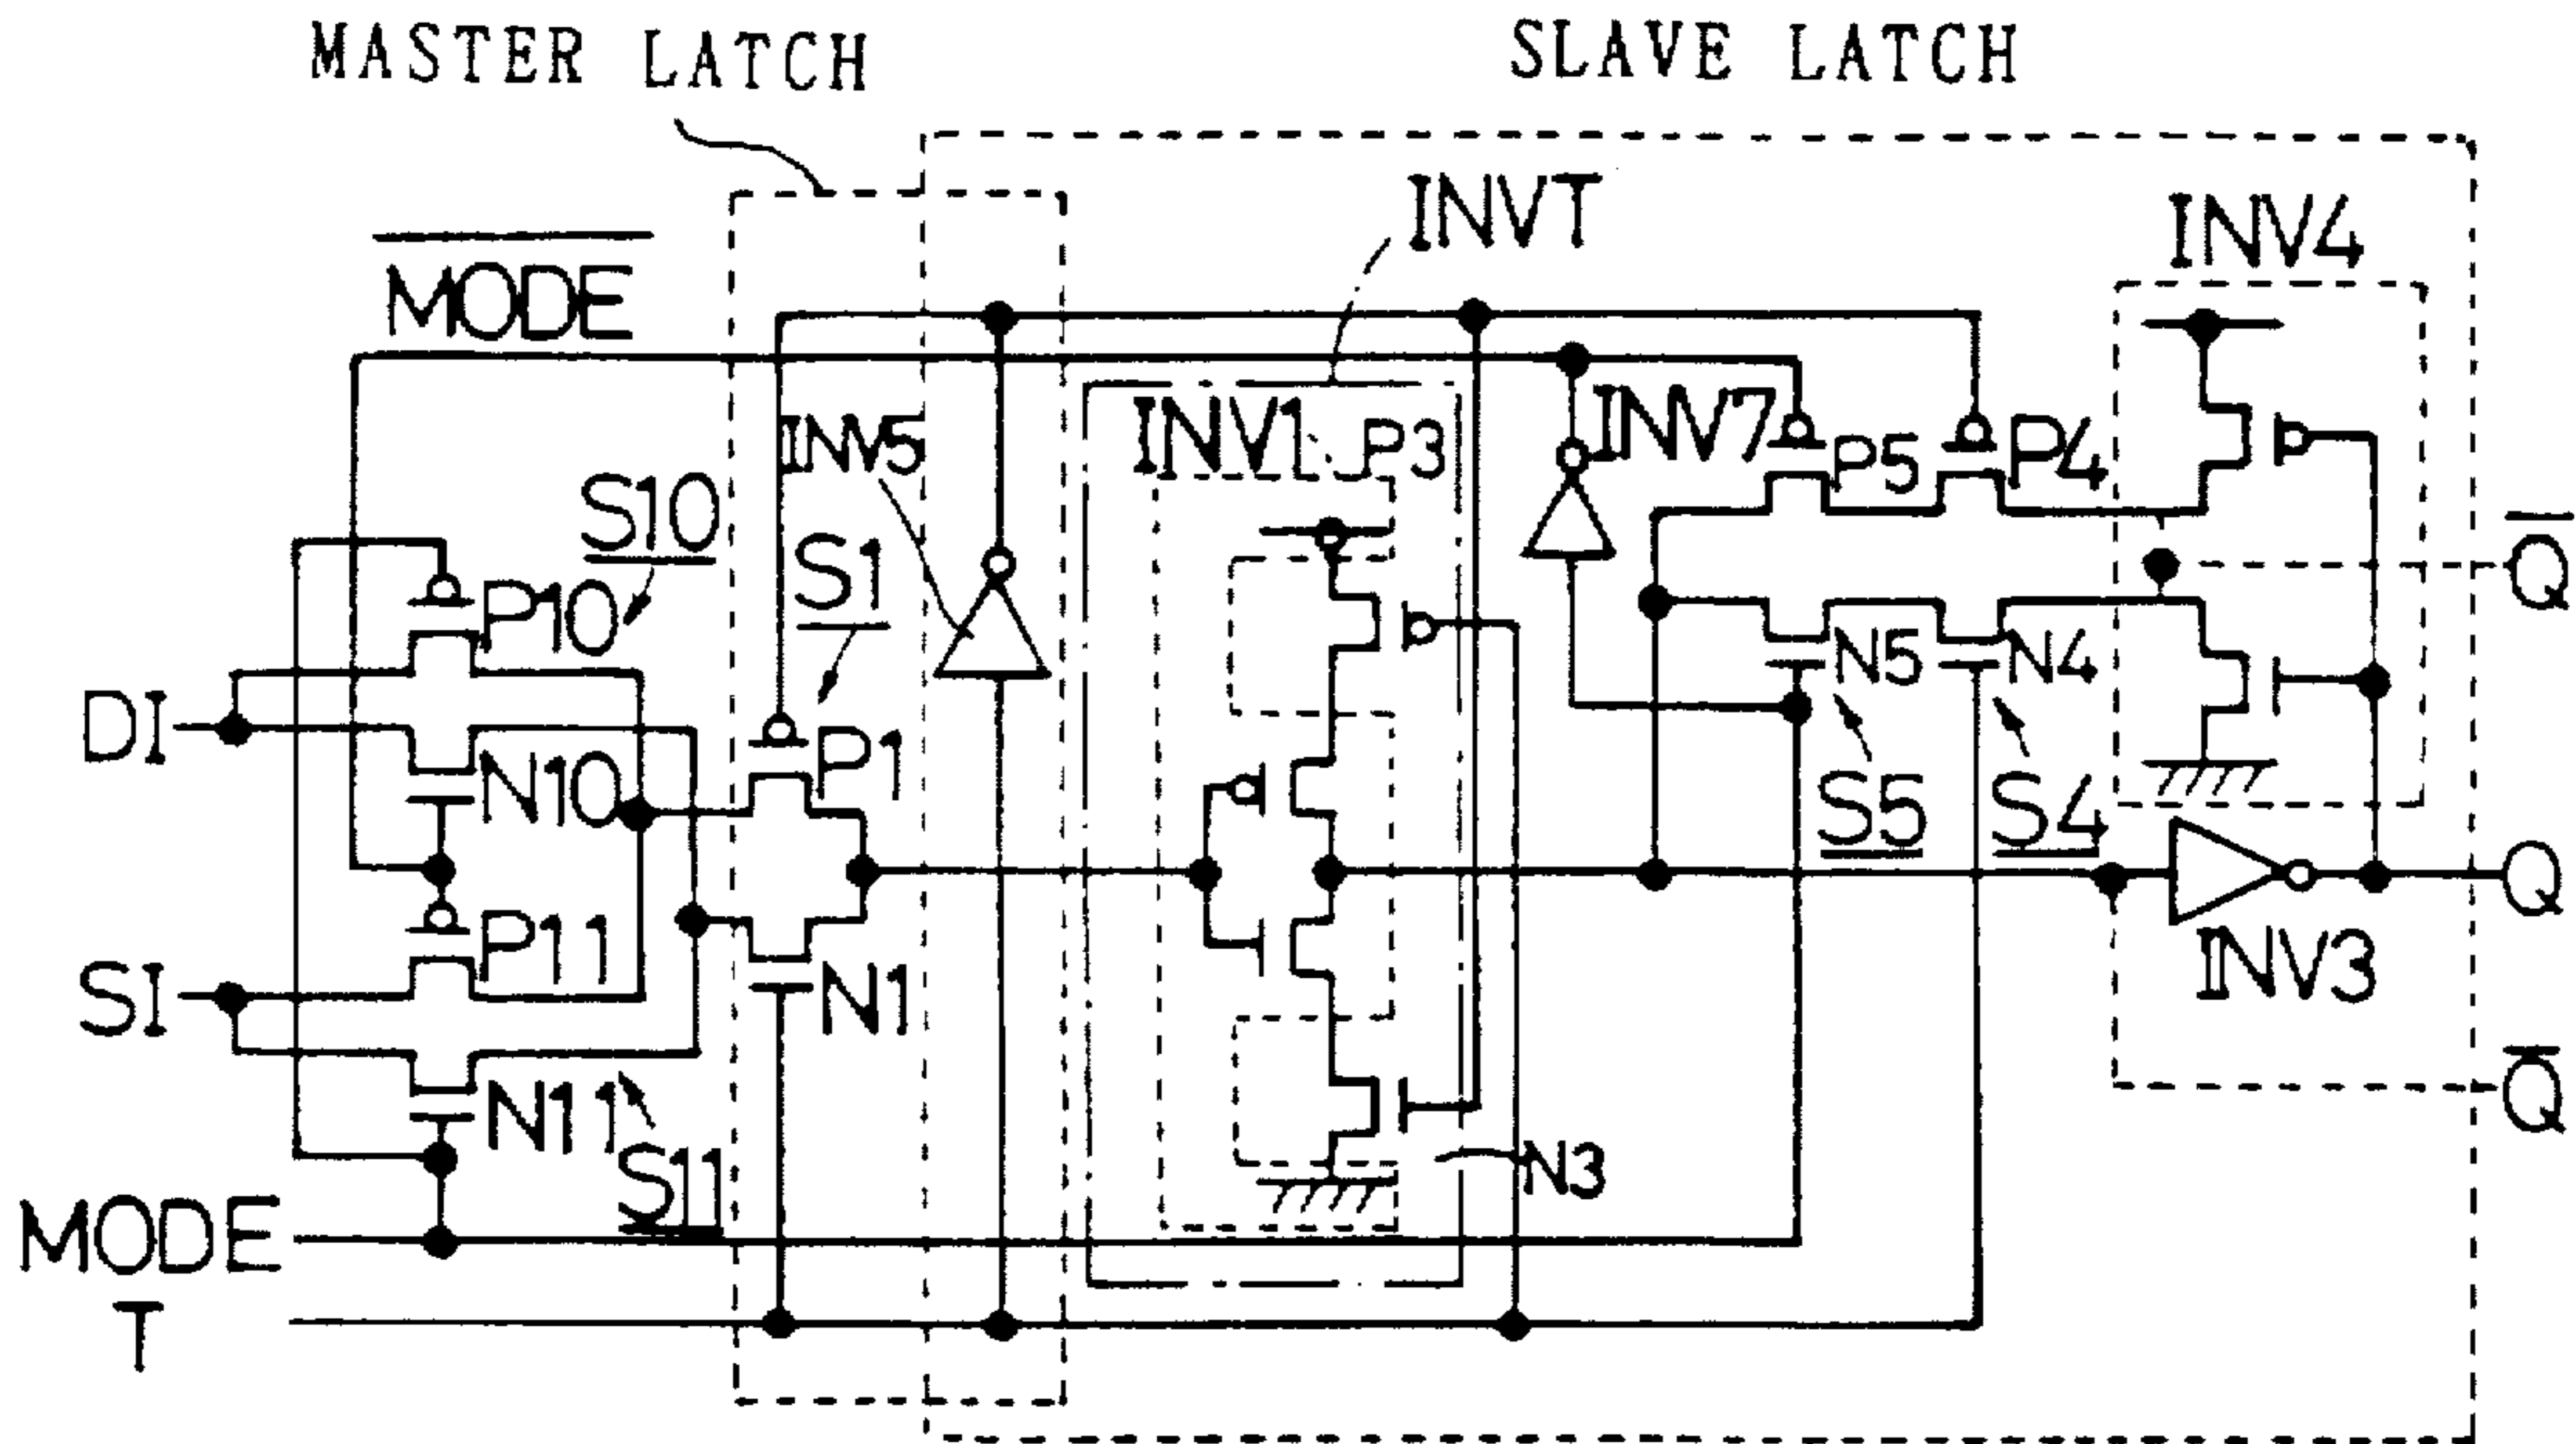 MASTER LATCH
SLAVE LATCH
INVT
INV4
M̅O̅D̅E̅
INV5
INV1
P3
INV7
P5
P4
S10
S1
P10
Q̅
N5
N4
DI
P1
N10
S5
S4
Q
P11
SI
N1
INV3
N11
Q̅
S11
N3
MODE
T